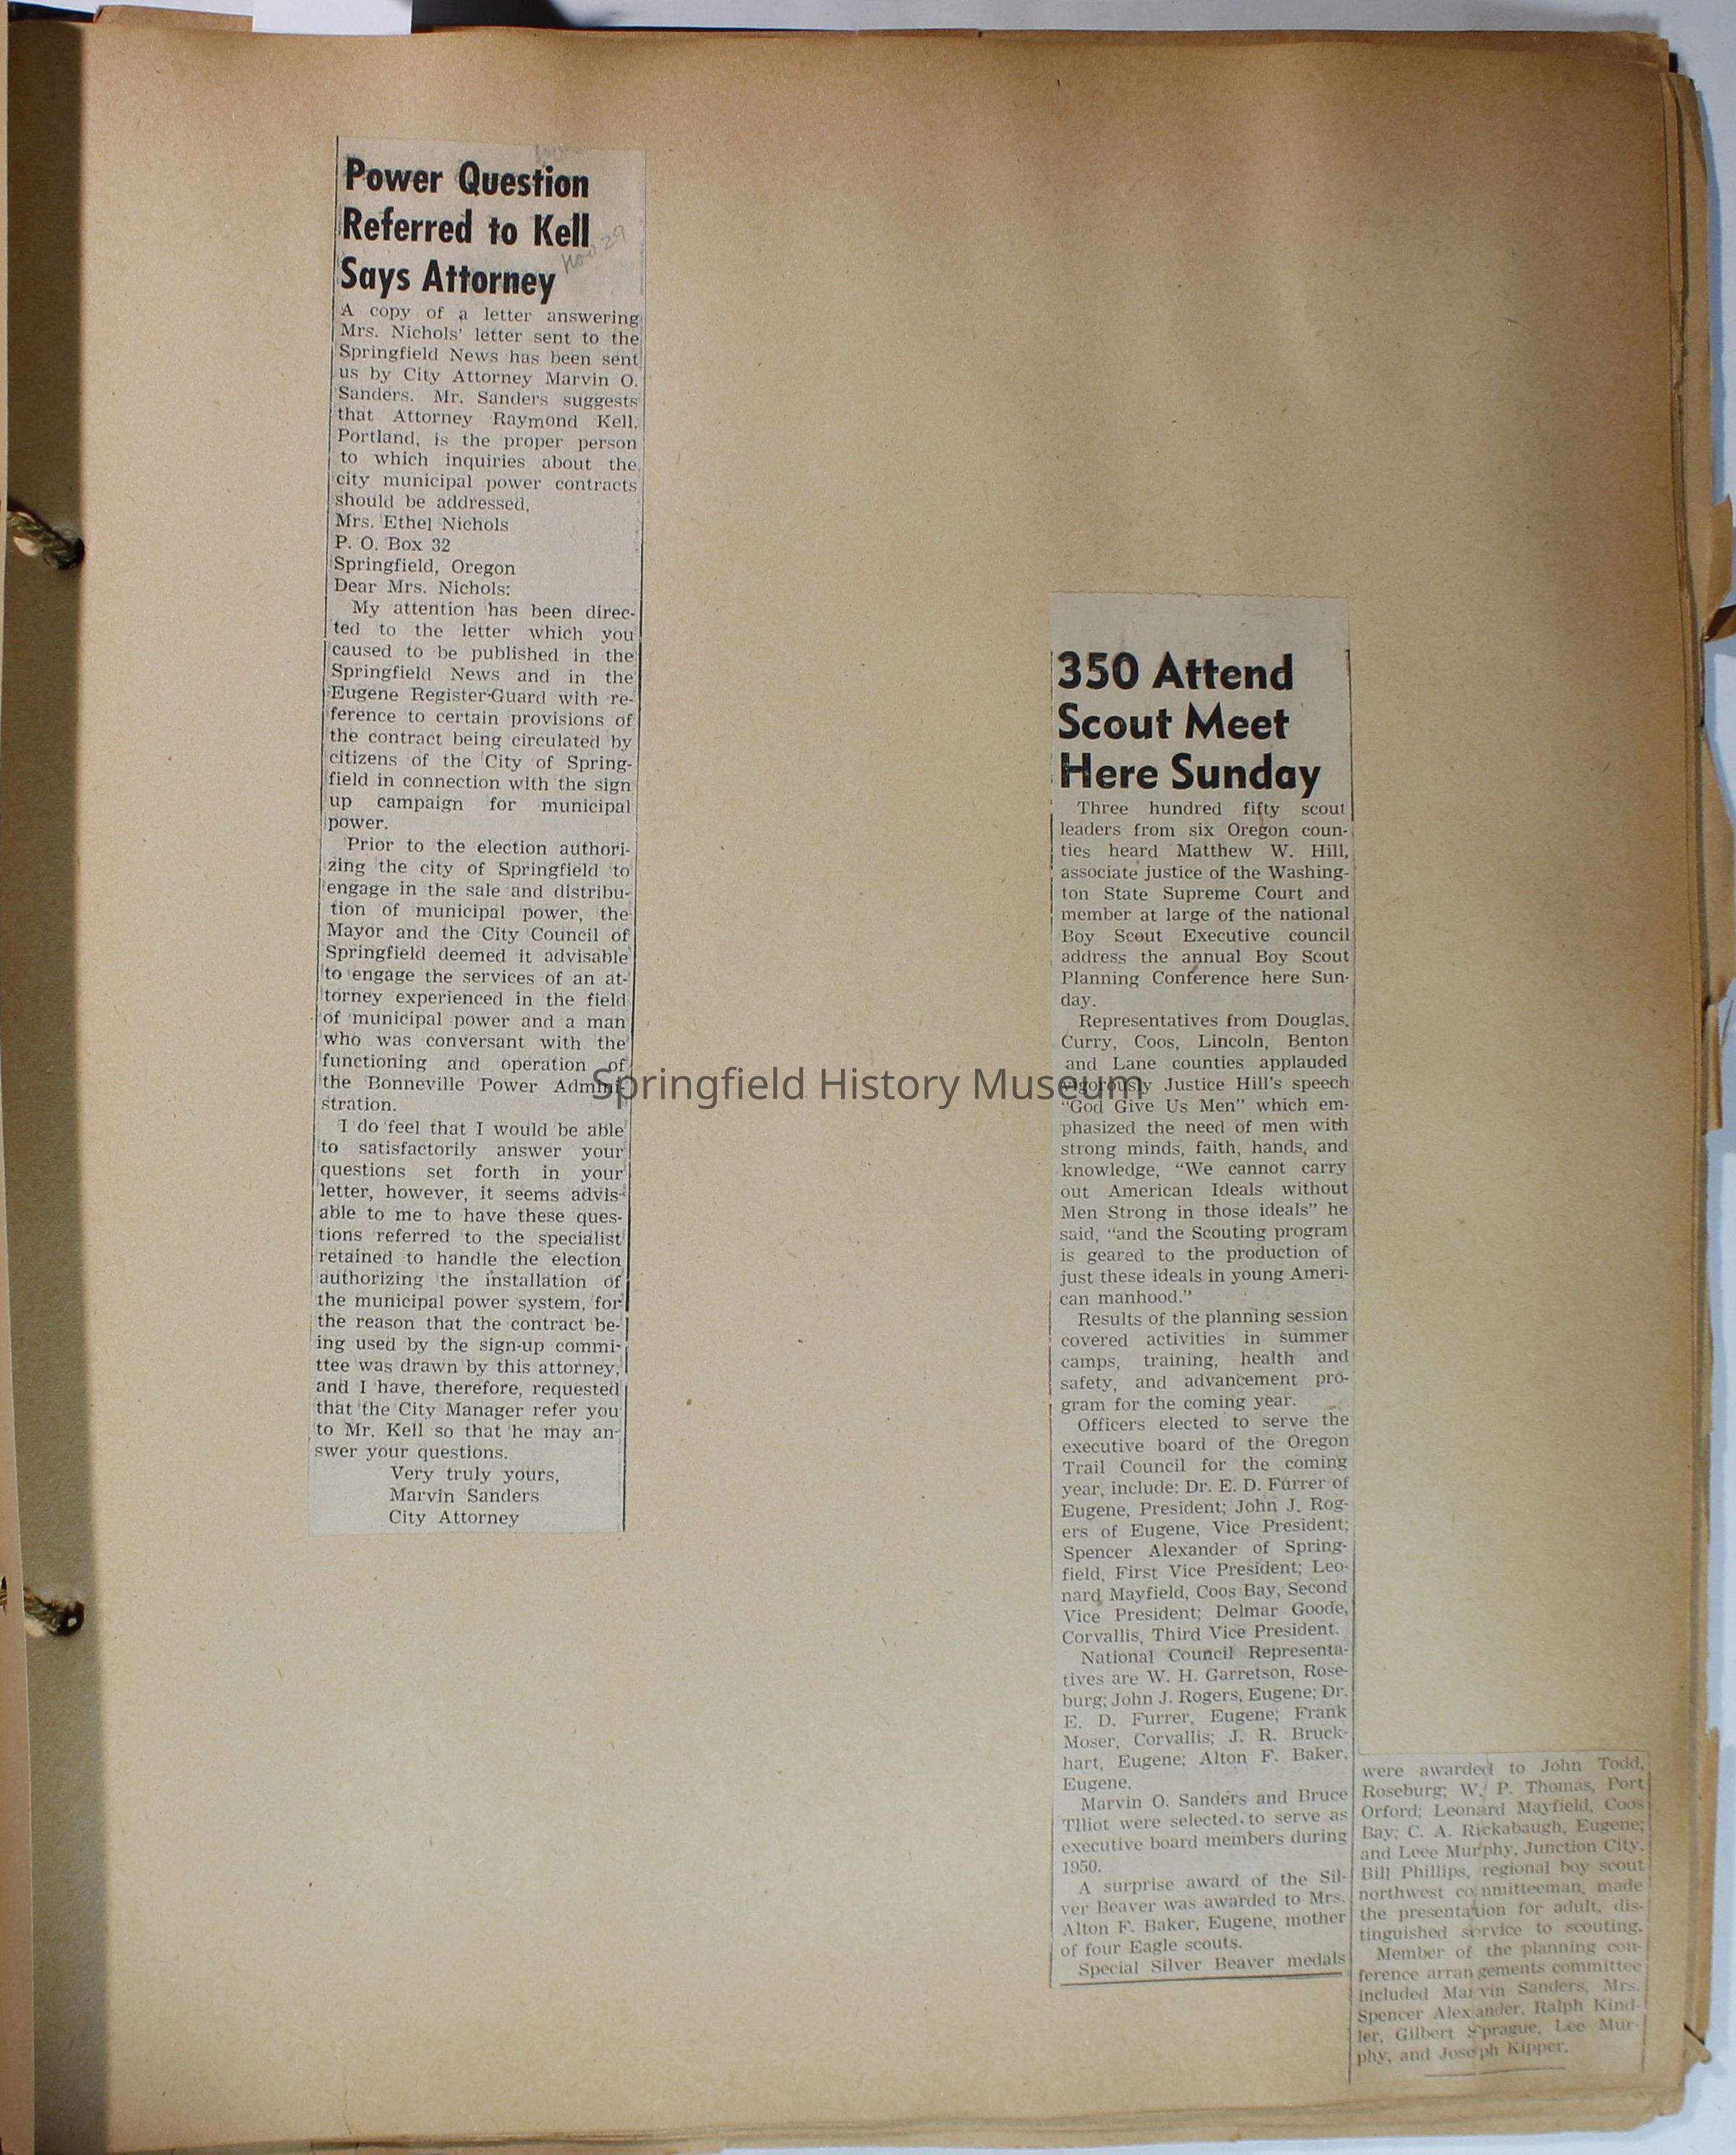 Power Question
Referred to Kell
Says Attorney
Nov 29
A copy of a letter answering
Mrs. Nichols' letter sent to the
Springfield News has been sent
us by City Attorney Marvin O.
Sanders. Mr. Sanders suggests
that Attorney Raymond Kell,
Portland, is the proper person
to which inquiries about the
city municipal power contracts
should be addressed,
Mrs. Ethel Nichols
P. O. Box 32
Springfield, Oregon
Dear Mrs. Nichols:
My attention has been direc-
ted to the letter which you
caused to be published in the
Springfield News and in the
Eugene Register-Guard with re-
ference to certain provisions of
the contract being circulated by
citizens of the City of Spring-
field in connection with the sign
up campaign for municipal
power.
Prior to the election authori-
zing the city of Springfield to
engage in the sale and distribu-
tion of municipal power, the
Mayor and the City Council of
Springfield deemed it advisable
to engage the services of an at-
torney experienced in the field
of municipal power and a man
who was conversant with the
functioning and operation of
the Bonneville Power Admini-
stration.
I do feel that I would be able
to satisfactorily answer your
questions set forth in your
letter, however, it seems advis-
able to me to have these ques-
tions referred to the specialist
retained to handle the election
authorizing the installation of
the municipal power system, for
the reason that the contract be-
ing used by the sign-up commi-
ttee was drawn by this attorney,
and I have, therefore, requested
that the City Manager refer you
to Mr. Kell so that he may an-
swer your questions.
Very truly yours,
Marvin Sanders
City Attorney
Springfield History Museum
350 Attend
Scout Meet
Here Sunday
Three hundred fifty scout
leaders from six Oregon coun-
ties heard Matthew W. Hill,
associate justice of the Washing-
ton State Supreme Court and
member at large of the national
Boy Scout Executive council
address the annual Boy Scout
Planning Conference here Sun-
day.
Representatives from Douglas,
Curry, Coos, Lincoln, Benton
and Lane counties applauded
vigorously Justice Hill's speech
"God Give Us Men" which em-
phasized the need of men with
strong minds, faith, hands, and
knowledge, "We cannot carry
out American Ideals without
Men Strong in those ideals" he
said, "and the Scouting program
is geared to the production of
just these ideals in young Ameri-
can manhood."
Results of the planning session
covered activities in summer
camps, training, health and
safety, and advancement pro-
gram for the coming year.
Officers elected to serve the
executive board of the Oregon
Trail Council for the coming
year, include: Dr. E. D. Furrer of
Eugene, President; John J. Rog-
ers of Eugene, Vice President;
Spencer Alexander of Spring-
field, First Vice President; Leo-
nard Mayfield, Coos Bay, Second
Vice President; Delmar Goode,
Corvallis, Third Vice President.
National Council Representa-
tives are W. H. Garretson, Rose-
burg; John J. Rogers, Eugene; Dr.
E. D. Furrer, Eugene; Frank
Moser, Corvallis; J. R. Bruck-
hart, Eugene; Alton F. Baker,
Eugene.
Marvin O. Sanders and Bruce
Tlliot were selected to serve as
executive board members during
1950.
A surprise award of the Sil-
ver Beaver was awarded to Mrs.
Alton F. Baker, Eugene, mother
of four Eagle scouts.
Special Silver Beaver medals
were awarded to John Todd,
Roseburg; W. P. Thomas, Port
Orford; Leonard Mayfield, Coos
Bay; C. A. Rickabaugh, Eugene;
and Leee Murphy, Junction City.
Bill Phillips, regional boy scout
northwest committeeman, made
the presentation for adult, dis-
tinguished service to scouting.
Member of the planning con-
ference arrangements committee
included Marvin Sanders, Mrs.
Spencer Alexander, Ralph Kind-
ler, Gilbert Sprague, Lee Mur-
phy, and Joseph Kipper.